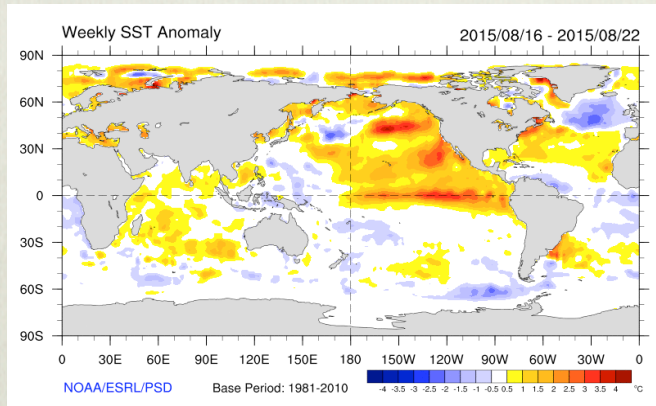 Weekly SST Anomaly 2015/08/16 - 2015/08/22
90N
60N
30N
0
30S
60S
90S
0 30E 60E 90E 120E 150E 180 150W 120W 90W 60W 30W 0
NOAA/ESRL/PSD Base Period: 1981-2010 -4 -3.5 -3 -2.5 -2 -1.5 -1 -0.5 0.5 1 1.5 2 2.5 3 3.5 4 °C